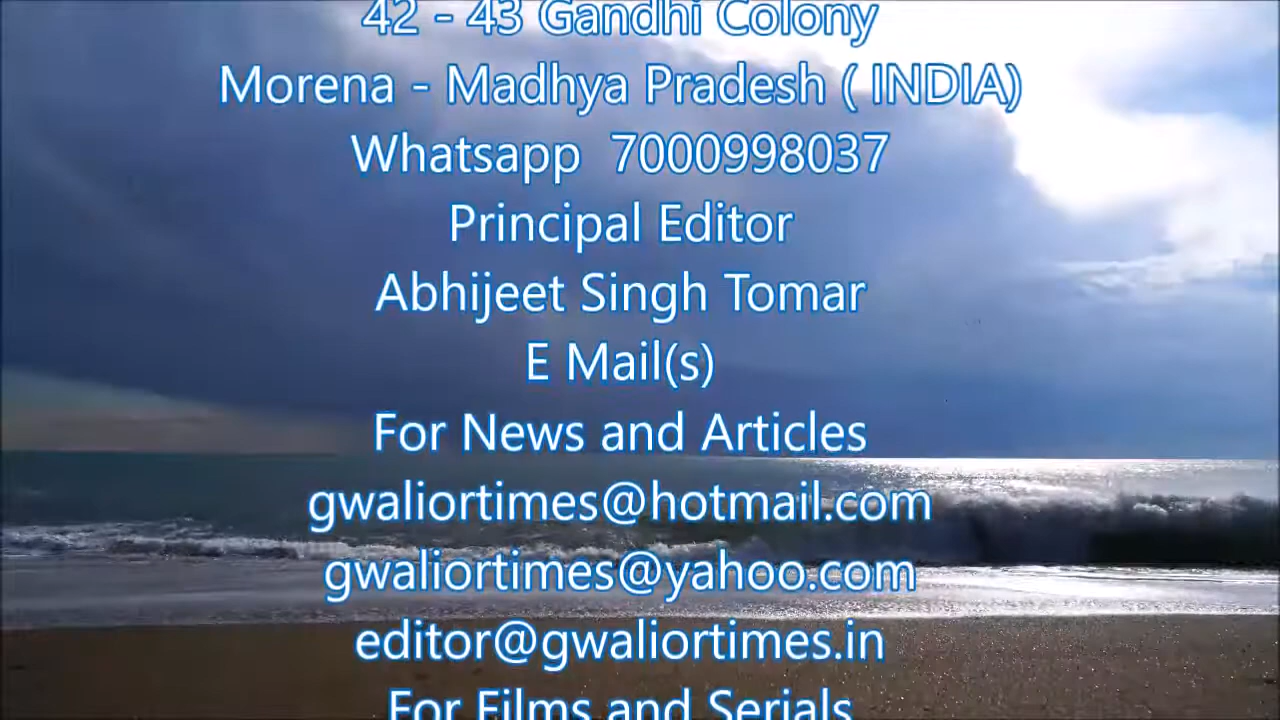 42 - 43 Gandhi Colony
Morena - Madhya Pradesh ( INDIA)
Whatsapp  7000998037
Principal Editor
Abhijeet Singh Tomar
E Mail(s)
For News and Articles
gwaliortimes@hotmail.com
gwaliortimes@yahoo.com
editor@gwaliortimes.in
For Films and Serials